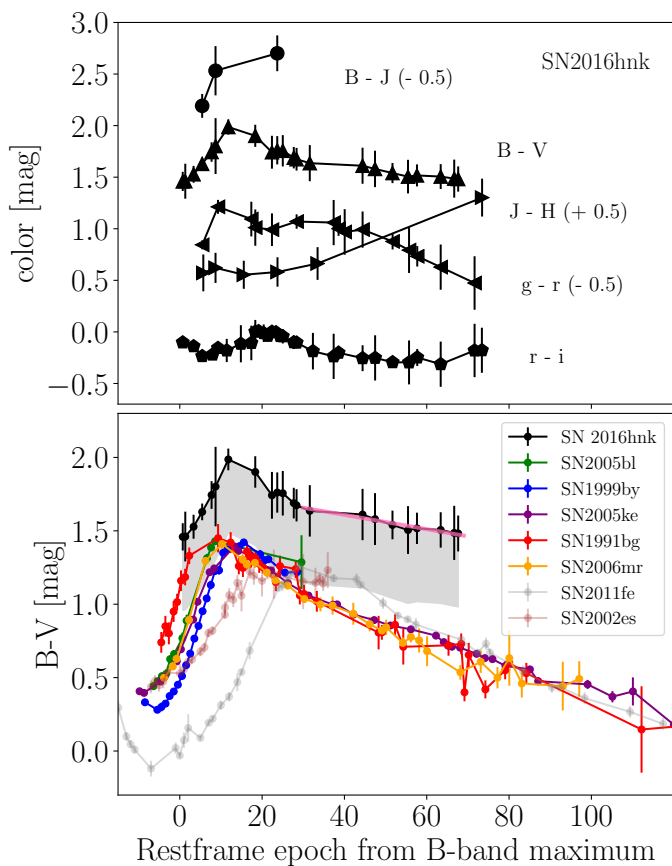 3.0
2.5
2.0
1.5
1.0
0.5
0.0
−0.5
color [mag]
SN2016hnk
B - J (- 0.5)
B - V
J - H (+ 0.5)
g - r (- 0.5)
r - i
2.0
1.5
1.0
0.5
0.0
B-V [mag]
SN 2016hnk
SN2005bl
SN1999by
SN2005ke
SN1991bg
SN2006mr
SN2011fe
SN2002es
0 20 40 60 80 100
Restframe epoch from B-band maximum